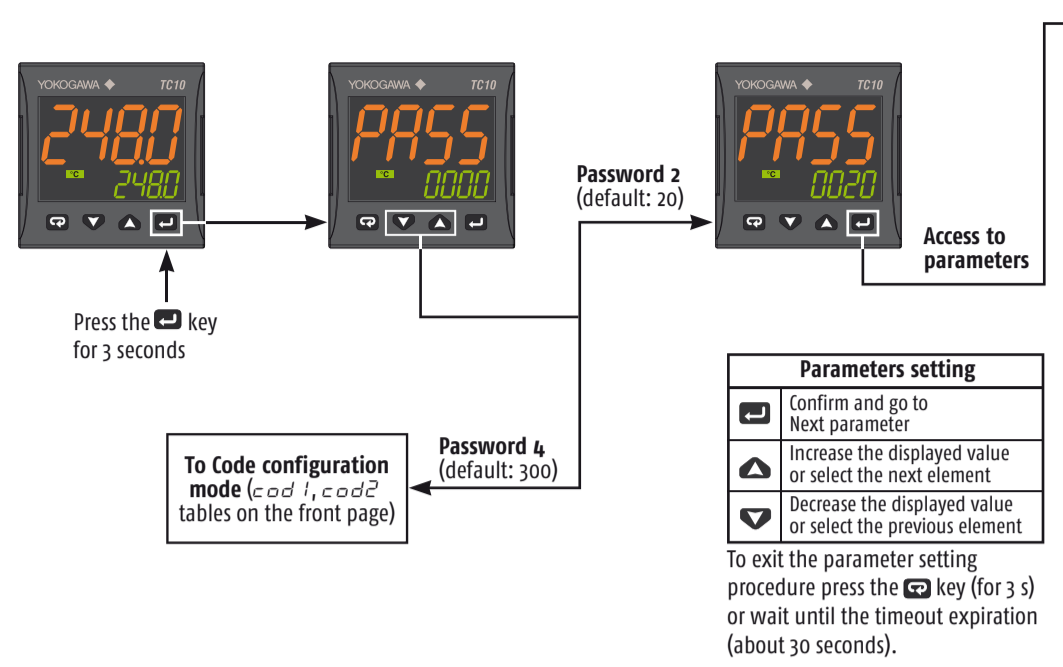 YOKOGAWA TC10
248.0
°C
248.0
YOKOGAWA TC10
PASS
°C
0000
Password 2
(default: 20)
YOKOGAWA TC10
PASS
°C
0020
Access to
parameters
Press the key
for 3 seconds
To Code configuration
mode (cod1, cod2
tables on the front page)
Password 4
(default: 300)
Parameters setting
Confirm and go to
Next parameter
Increase the displayed value
or select the next element
Decrease the displayed value
or select the previous element
To exit the parameter setting
procedure press the key (for 3 s)
or wait until the timeout expiration
(about 30 seconds).